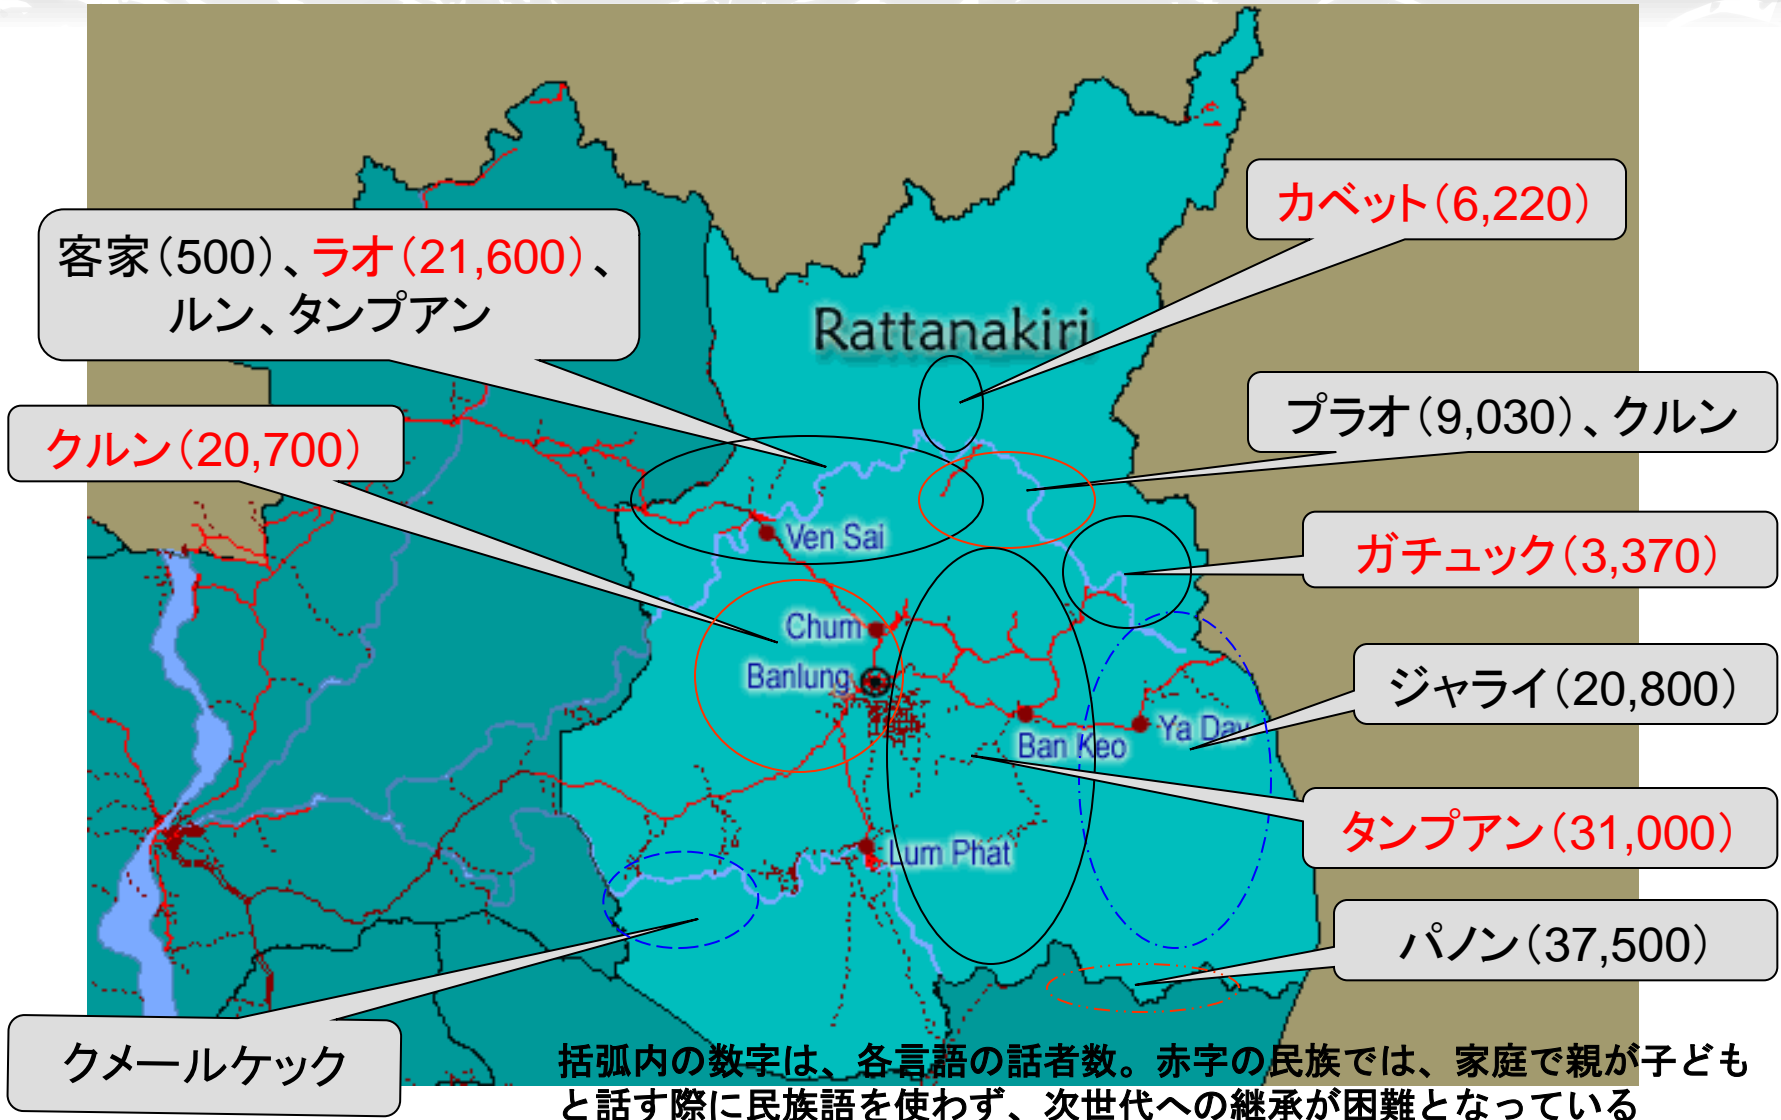 カベット（6,220）
客家（500）、ラオ（21,600）、
ルン、タンプアン
Rattanakiri
プラオ（9,030）、クルン
クルン（20,700）
Ven Sai
ガチュック（3,370）
Chum
Banlung
ジャライ（20,800）
Ya Dav
Ban Keo
タンプアン（31,000）
Lum Phat
パノン（37,500）
クメールケック
括弧内の数字は、各言語の話者数。赤字の民族では、家庭で親が子ども
と話す際に民族語を使わず、次世代への継承が困難となっている